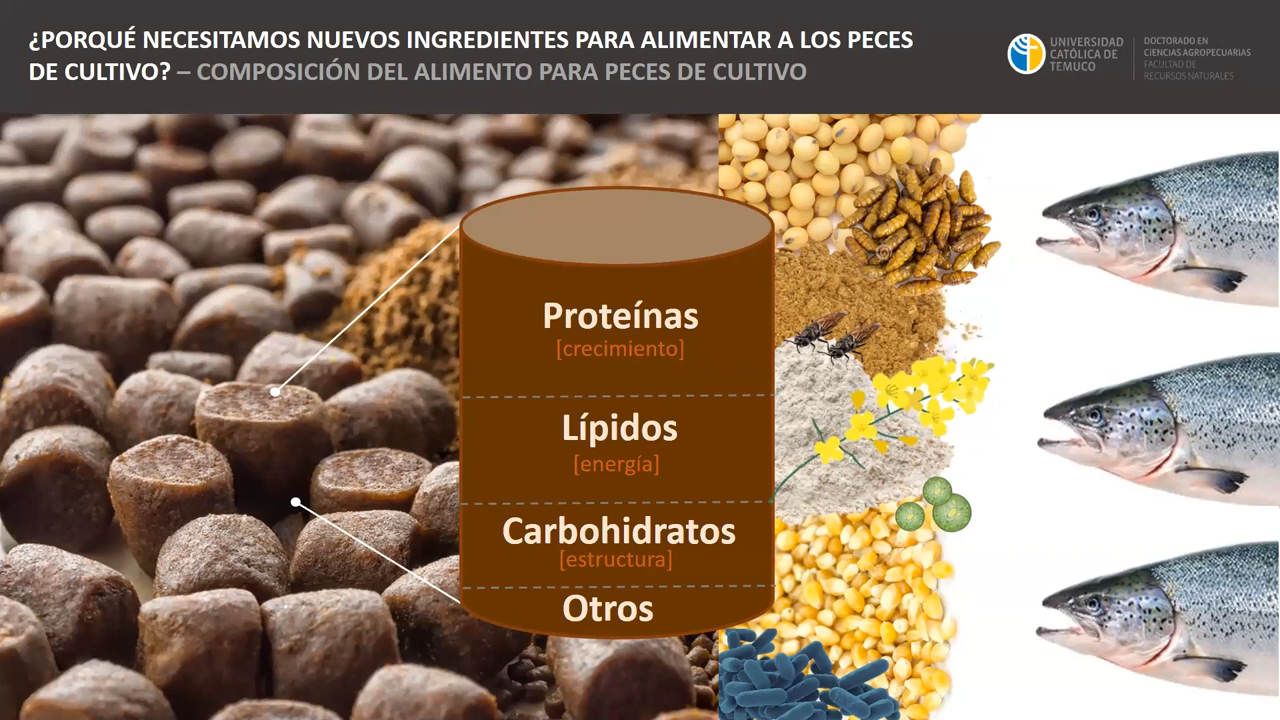 ¿PORQUÉ NECESITAMOS NUEVOS INGREDIENTES PARA ALIMENTAR A LOS PECES
DE CULTIVO? – COMPOSICIÓN DEL ALIMENTO PARA PECES DE CULTIVO
UNIVERSIDAD
CATÓLICA DE
TEMUCO
DOCTORADO EN
CIENCIAS AGROPECUARIAS
FACULTAD DE
RECURSOS NATURALES
Proteínas
[crecimiento]
Lípidos
[energía]
Carbohidratos
[estructura]
Otros